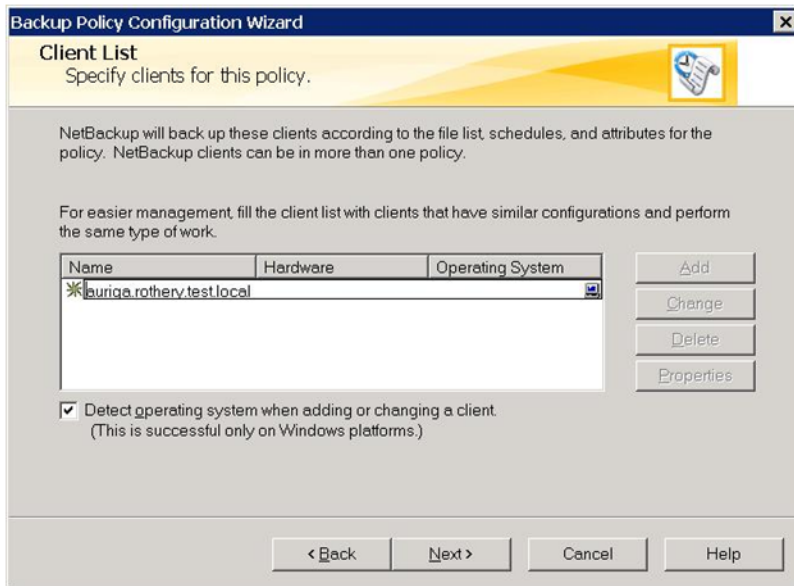 Backup Policy Configuration Wizard
Client List
Specify clients for this policy.
NetBackup will back up these clients according to the file list, schedules, and attributes for the
policy. NetBackup clients can be in more than one policy.
For easier management, fill the client list with clients that have similar configurations and perform
the same type of work.
Name Hardware Operating System
auriga.rothery.test.local
Add
Change
Delete
Properties
Detect operating system when adding or changing a client.
(This is successful only on Windows platforms.)
< Back Next > Cancel Help